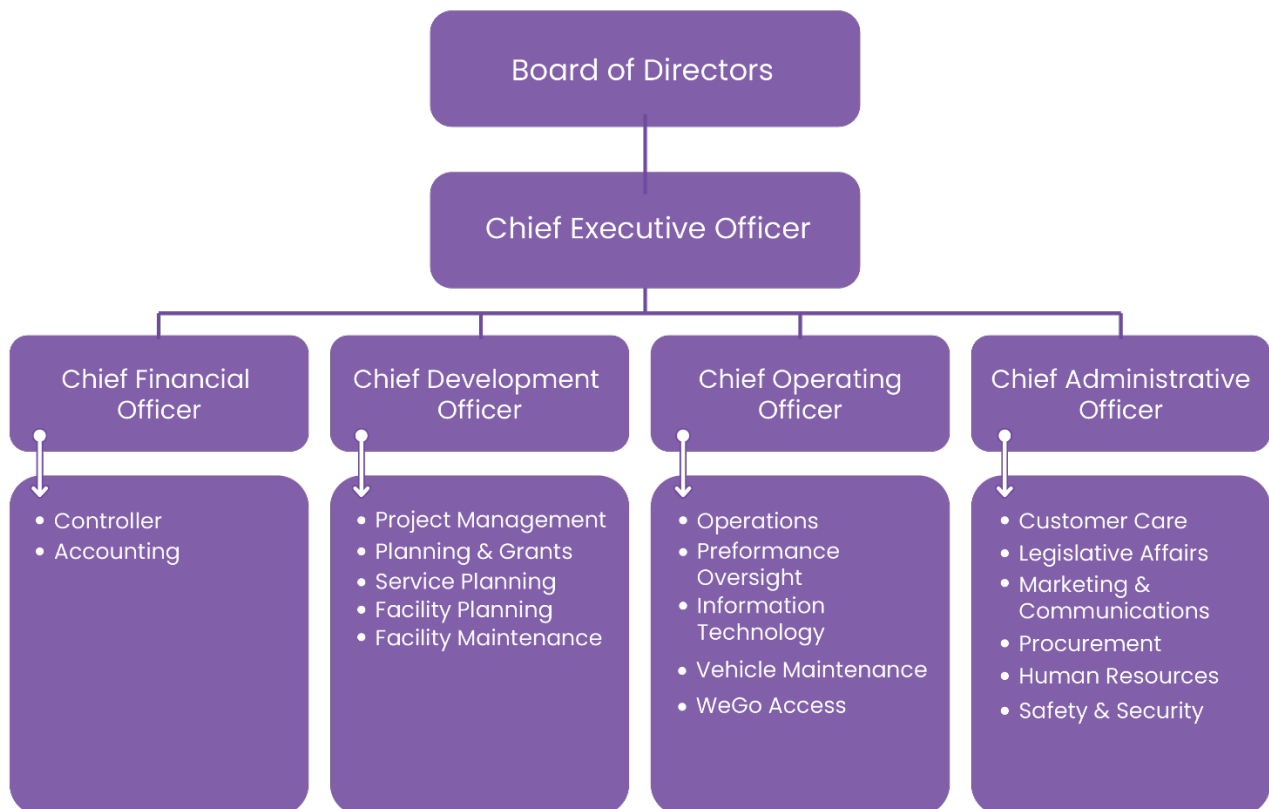 Board of Directors
Chief Executive Officer
Chief Financial
Officer
Chief Development
Officer
Chief Operating
Officer
Chief Administrative
Officer
• Controller
• Accounting
• Project Management
• Planning & Grants
• Service Planning
• Facility Planning
• Facility Maintenance
• Operations
• Preformance
Oversight
• Information
Technology
• Vehicle Maintenance
• WeGo Access
• Customer Care
• Legislative Affairs
• Marketing &
Communications
• Procurement
• Human Resources
• Safety & Security